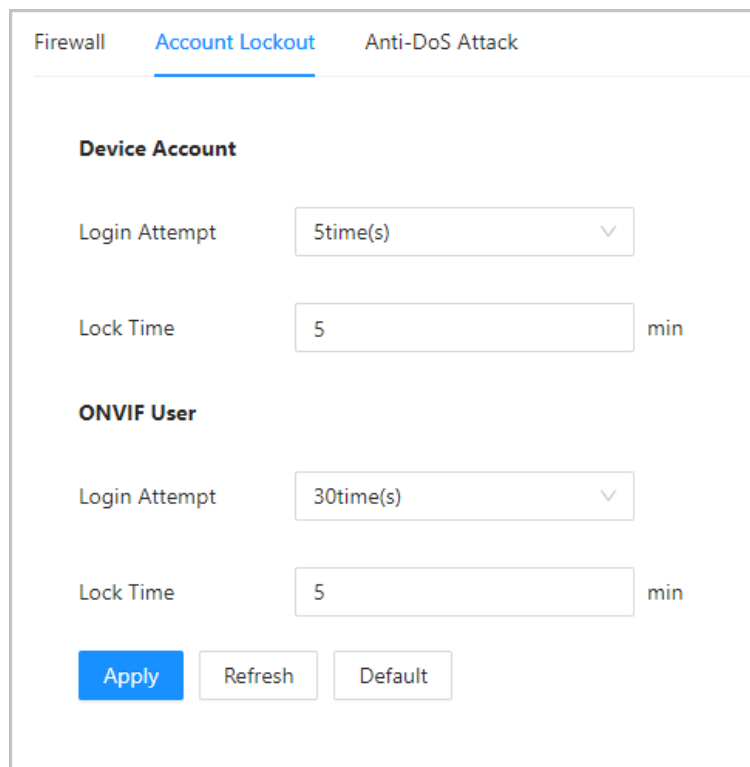 Firewall Account Lockout Anti-DoS Attack
Device Account
Login Attempt 5time(s)
Lock Time 5 min
ONVIF User
Login Attempt 30time(s)
Lock Time 5 min
Apply Refresh Default